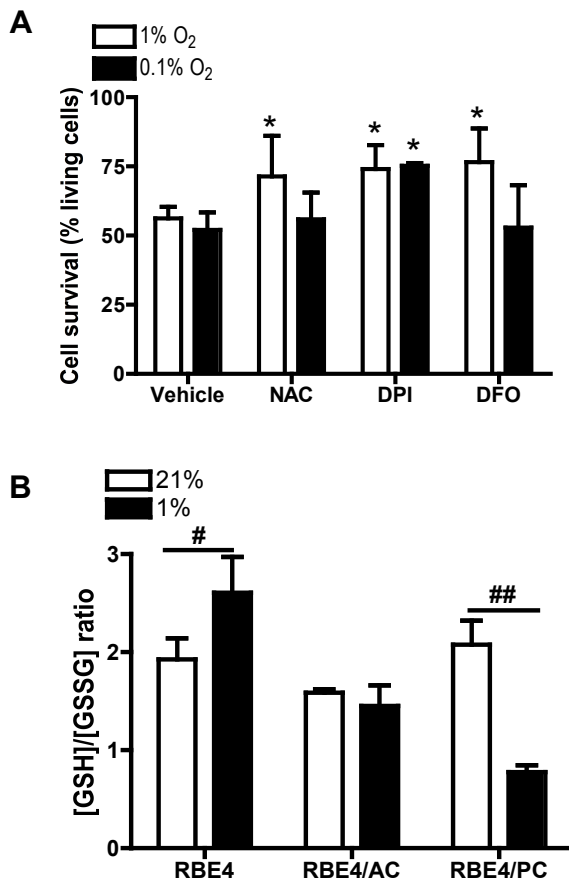 A
1% O₂
0.1% O₂
Cell survival (% living cells)
100
75
50
25
0
* * * *
Vehicle NAC DPI DFO
B
21%
1%
[GSH]/[GSSG] ratio
3
2
1
0
# ##
RBE4 RBE4/AC RBE4/PC